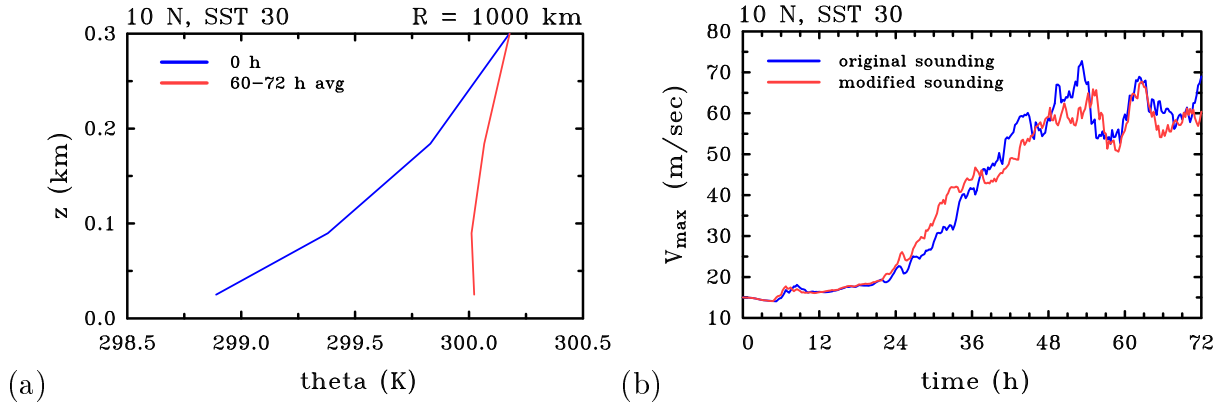 10 N, SST 30
R = 1000 km
0.3
0.2
0.1
0.0
z (km)
0 h
60–72 h avg
298.5
299.0
299.5
300.0
300.5
theta (K)
(a)
10 N, SST 30
80
70
60
50
40
30
20
10
Vmax (m/sec)
original sounding
modified sounding
0
12
24
36
48
60
72
time (h)
(b)